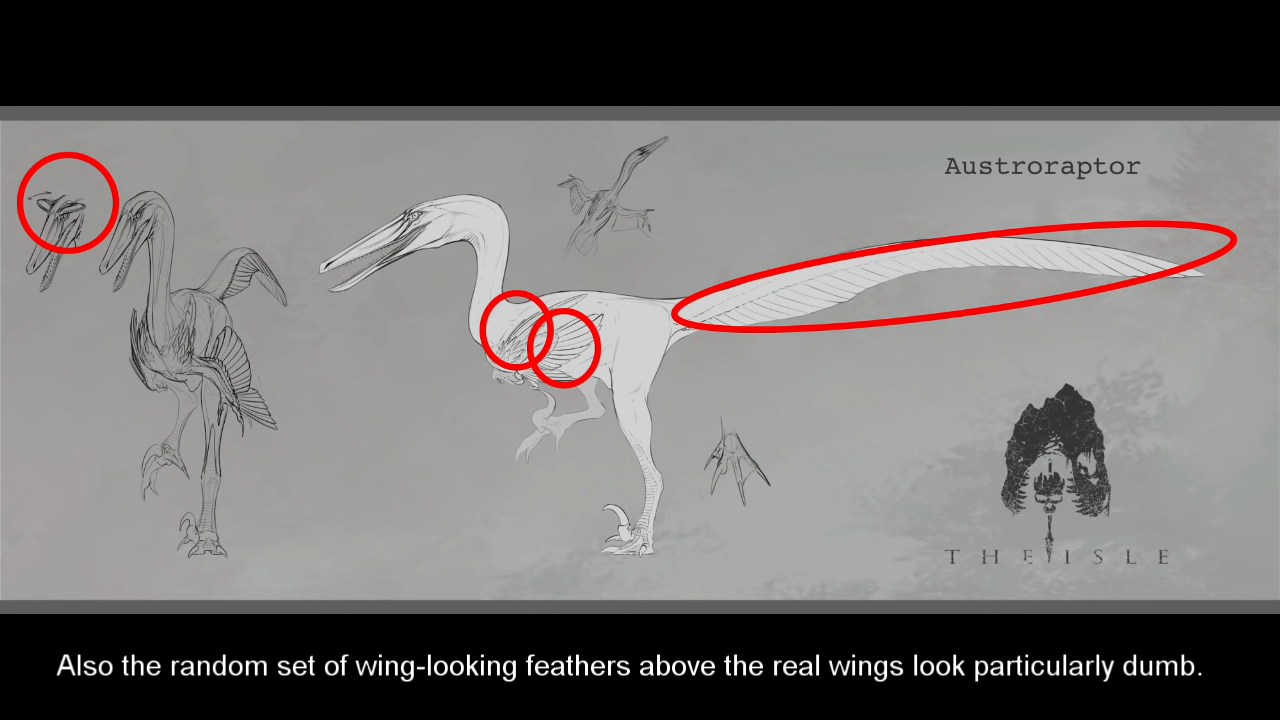 Austroraptor
THE ISLE
Also the random set of wing-looking feathers above the real wings look particularly dumb.